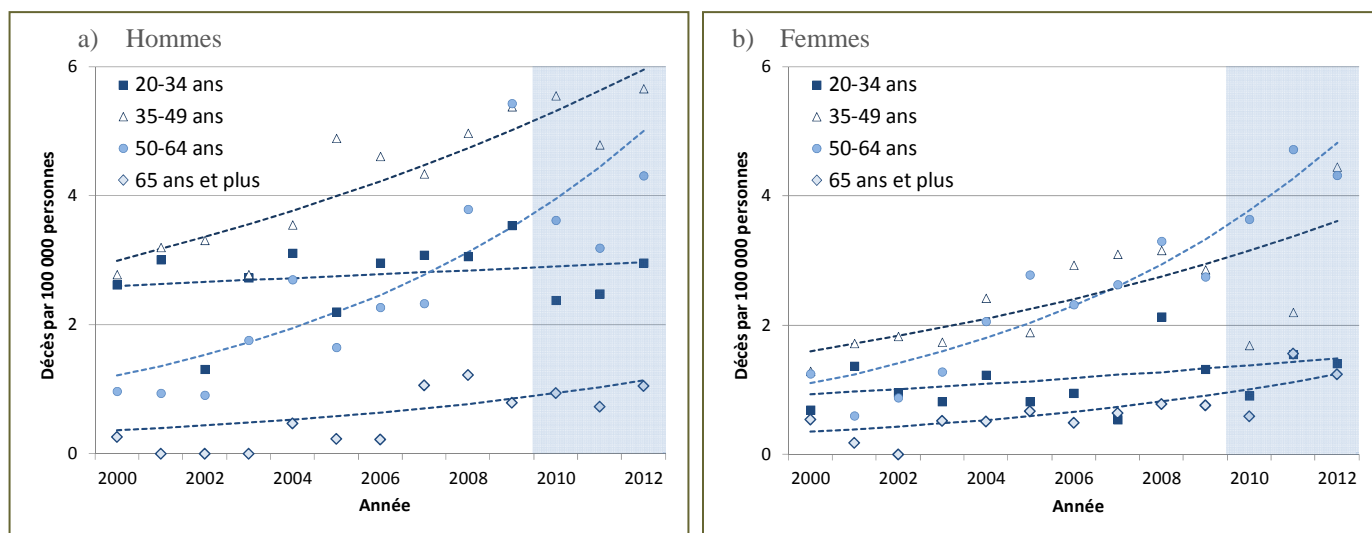 a) Hommes
6
4
2
0
20-34 ans
35-49 ans
50-64 ans
65 ans et plus
Décès par 100 000 personnes
2000 2002 2004 2006 2008 2010 2012
Année
b) Femmes
6
4
2
0
20-34 ans
35-49 ans
50-64 ans
65 ans et plus
Décès par 100 000 personnes
2000 2002 2004 2006 2008 2010 2012
Année